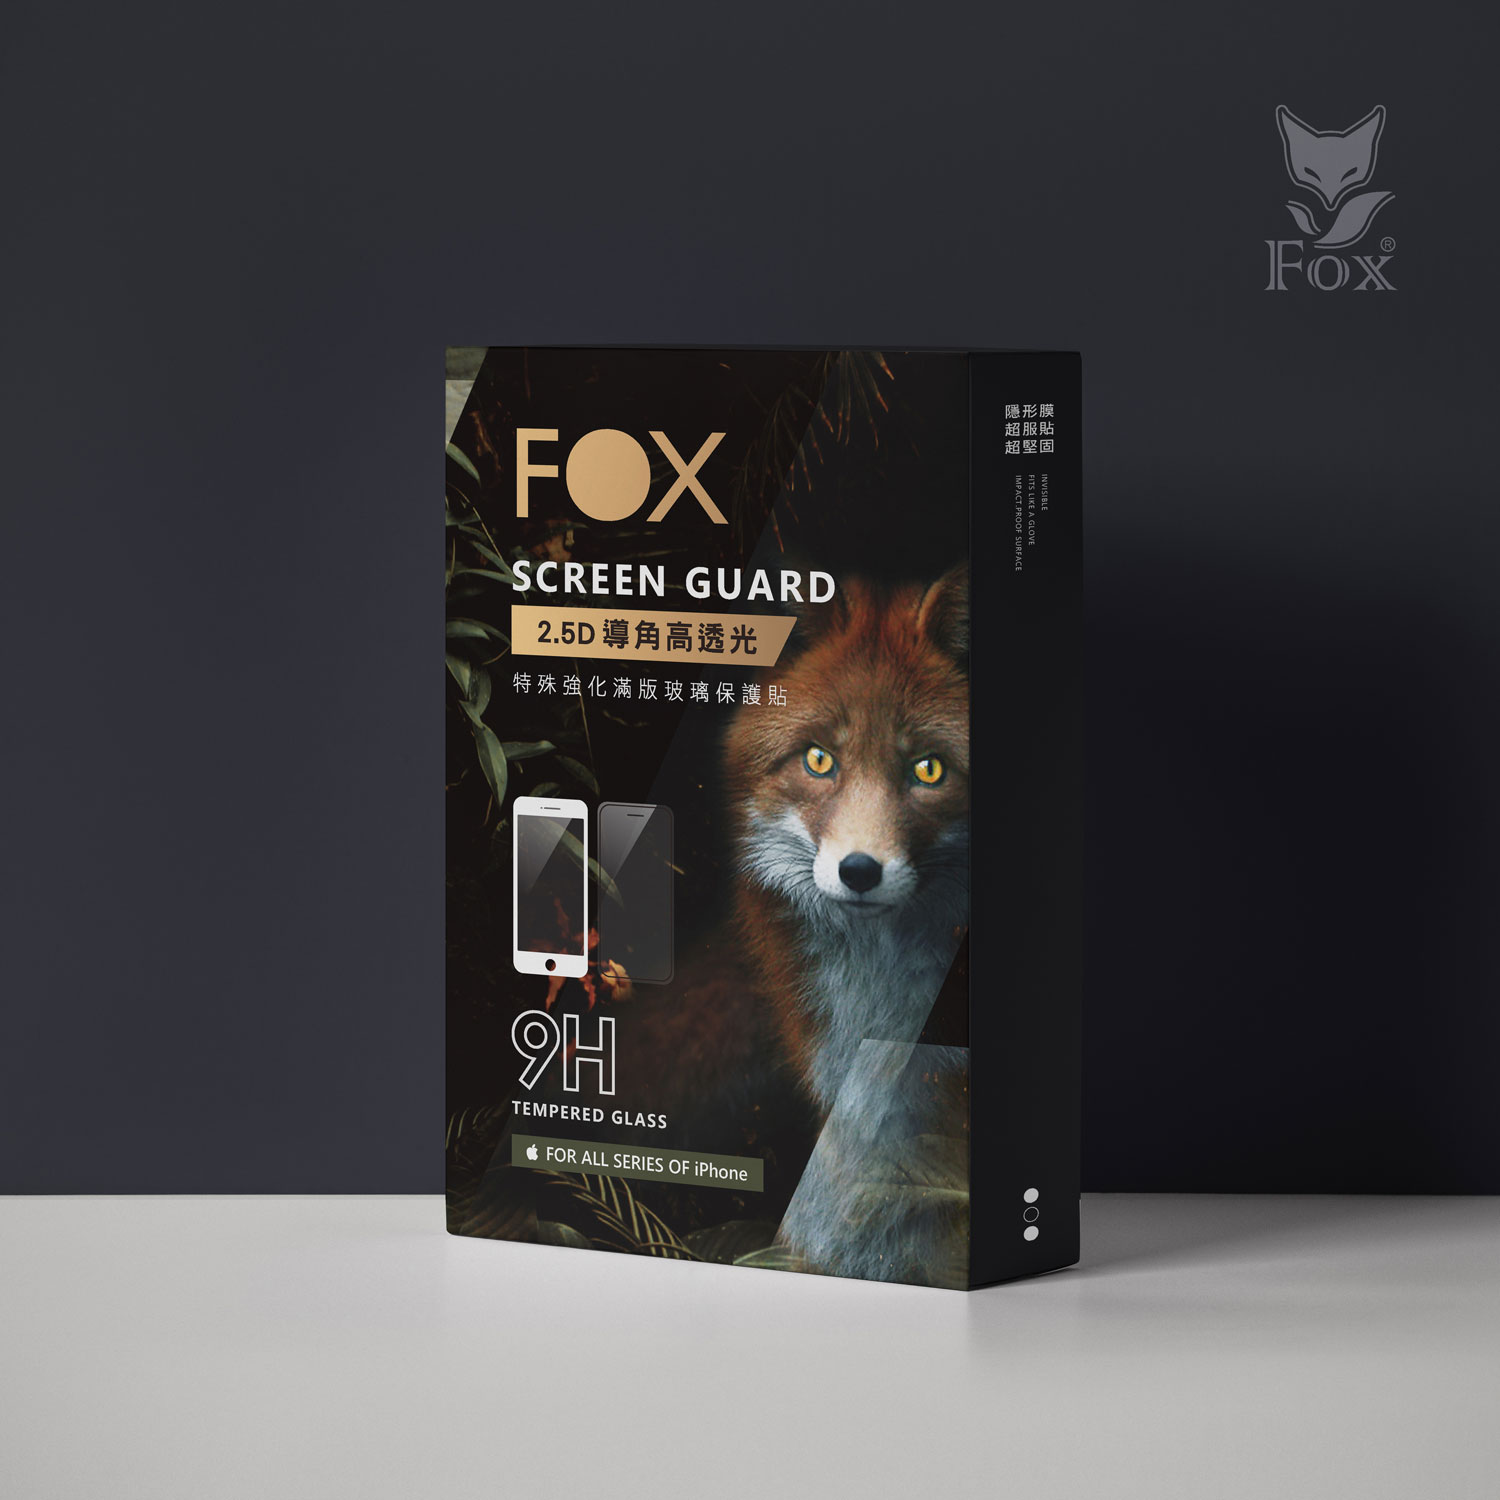 Fox®
FOX
SCREEN GUARD
2.5D 導角高透光
特殊強化滿版玻璃保護貼
9H
TEMPERED GLASS
FOR ALL SERIES OF iPhone
隱形膜
超服貼
超堅固
INVISIBLE
FITS LIKE A GLOVE
IMPACT.PROOF SURFACE